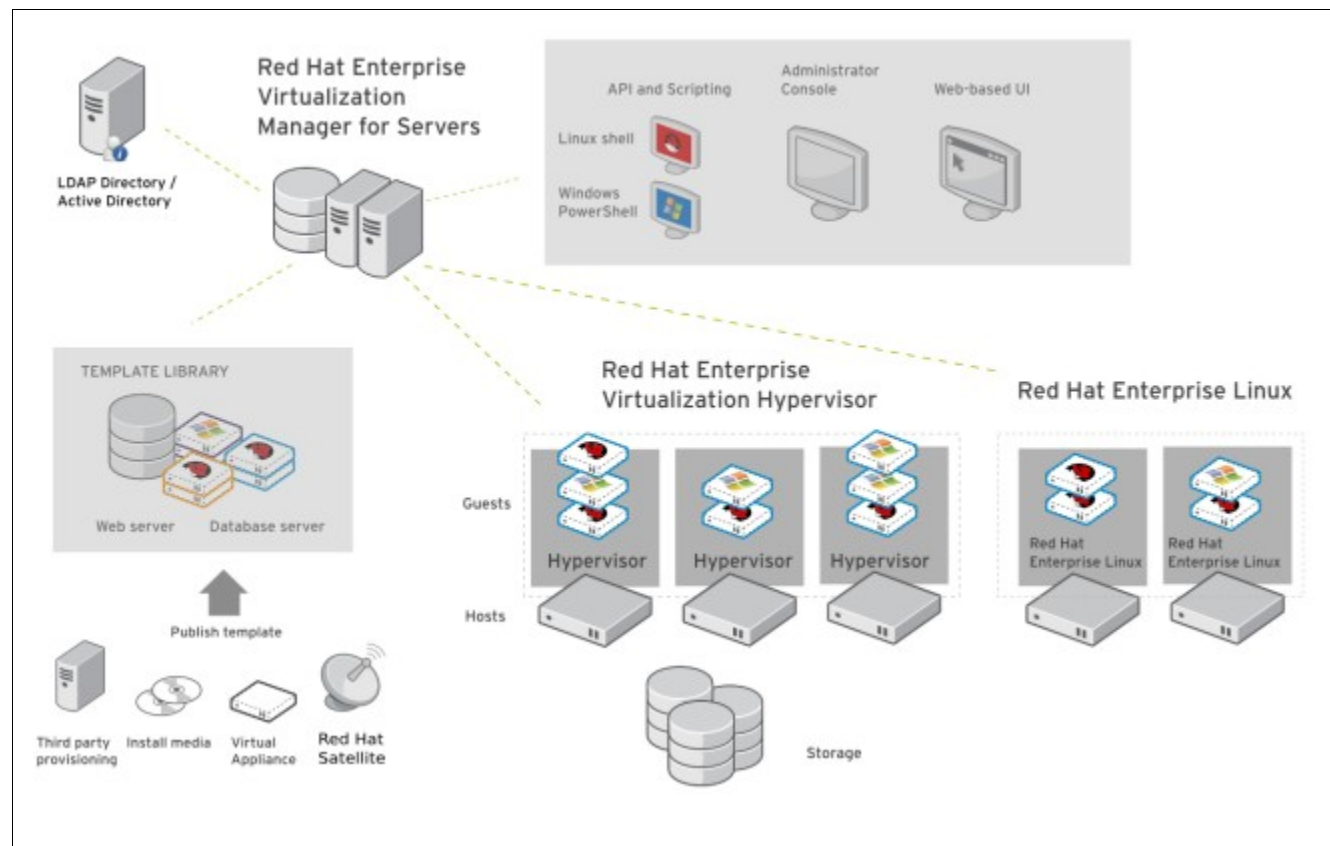 Red Hat Enterprise
Virtualization
Manager for Servers
LDAP Directory /
Active Directory
API and Scripting
Administrator
Console
Web-based UI
Linux shell
Windows
PowerShell
TEMPLATE LIBRARY
Web server
Database server
Publish template
Third party
provisioning
Install media
Virtual
Appliance
Red Hat
Satellite
Red Hat Enterprise
Virtualization Hypervisor
Red Hat Enterprise Linux
Guests
Hypervisor
Hypervisor
Hypervisor
Red Hat
Enterprise Linux
Red Hat
Enterprise Linux
Hosts
Storage